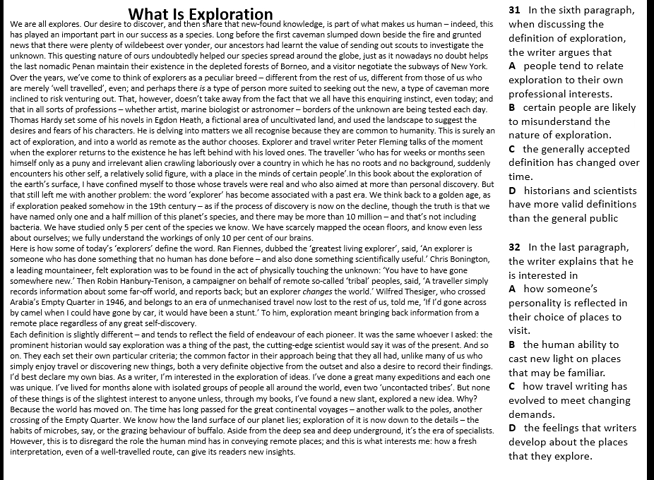 What Is Exploration
We are all explores. Our desire to discover, and then share that new-found knowledge, is part of what makes us human – indeed, this
has played an important part in our success as a species. Long before the first caveman slumped down beside the fire and grunted
news that there were plenty of wildebeest over yonder, our ancestors had learnt the value of sending out scouts to investigate the
unknown. This questing nature of ours undoubtedly helped our species spread around the globe, just as it nowadays no doubt helps
the last nomadic Penan maintain their existence in the depleted forests of Borneo, and a visitor negotiate the subways of New York.
Over the years, we've come to think of explorers as a peculiar breed – different from the rest of us, different from those of us who
are merely 'well travelled', even; and perhaps there is a type of person more suited to seeking out the new, a type of caveman more
inclined to risk venturing out. That, however, doesn't take away from the fact that we all have this enquiring instinct, even today; and
that in all sorts of professions – whether artist, marine biologist or astronomer – borders of the unknown are being tested each day.
Thomas Hardy set some of his novels in Egdon Heath, a fictional area of uncultivated land, and used the landscape to suggest the
desires and fears of his characters. He is delving into matters we all recognise because they are common to humanity. This is surely an
act of exploration, and into a world as remote as the author chooses. Explorer and travel writer Peter Fleming talks of the moment
when the explorer returns to the existence he has left behind with his loved ones. The traveller 'who has for weeks or months seen
himself only as a puny and irrelevant alien crawling laboriously over a country in which he has no roots and no background, suddenly
encounters his other self, a relatively solid figure, with a place in the minds of certain people'.In this book about the exploration of
the earth's surface, I have confined myself to those whose travels were real and who also aimed at more than personal discovery. But
that still left me with another problem: the word 'explorer' has become associated with a past era. We think back to a golden age, as
if exploration peaked somehow in the 19th century – as if the process of discovery is now on the decline, though the truth is that we
have named only one and a half million of this planet's species, and there may be more than 10 million – and that's not including
bacteria. We have studied only 5 per cent of the species we know. We have scarcely mapped the ocean floors, and know even less
about ourselves; we fully understand the workings of only 10 per cent of our brains.
Here is how some of today's 'explorers' define the word. Ran Fiennes, dubbed the 'greatest living explorer', said, 'An explorer is
someone who has done something that no human has done before – and also done something scientifically useful.' Chris Bonington,
a leading mountaineer, felt exploration was to be found in the act of physically touching the unknown: 'You have to have gone
somewhere new.' Then Robin Hanbury-Tenison, a campaigner on behalf of remote so-called 'tribal' peoples, said, 'A traveller simply
records information about some far-off world, and reports back; but an explorer changes the world.' Wilfred Thesiger, who crossed
Arabia's Empty Quarter in 1946, and belongs to an era of unmechanised travel now lost to the rest of us, told me, 'If I'd gone across
by camel when I could have gone by car, it would have been a stunt.' To him, exploration meant bringing back information from a
remote place regardless of any great self-discovery.
Each definition is slightly different – and tends to reflect the field of endeavour of each pioneer. It was the same whoever I asked: the
prominent historian would say exploration was a thing of the past, the cutting-edge scientist would say it was of the present. And so
on. They each set their own particular criteria; the common factor in their approach being that they all had, unlike many of us who
simply enjoy travel or discovering new things, both a very definite objective from the outset and also a desire to record their findings.
I'd best declare my own bias. As a writer, I'm interested in the exploration of ideas. I've done a great many expeditions and each one
was unique. I've lived for months alone with isolated groups of people all around the world, even two 'uncontacted tribes'. But none
of these things is of the slightest interest to anyone unless, through my books, I've found a new slant, explored a new idea. Why?
Because the world has moved on. The time has long passed for the great continental voyages – another walk to the poles, another
crossing of the Empty Quarter. We know how the land surface of our planet lies; exploration of it is now down to the details – the
habits of microbes, say, or the grazing behaviour of buffalo. Aside from the deep sea and deep underground, it's the era of specialists.
However, this is to disregard the role the human mind has in conveying remote places; and this is what interests me: how a fresh
interpretation, even of a well-travelled route, can give its readers new insights.
31 In the sixth paragraph,
when discussing the
definition of exploration,
the writer argues that
A people tend to relate
exploration to their own
professional interests.
B certain people are likely
to misunderstand the
nature of exploration.
C the generally accepted
definition has changed over
time.
D historians and scientists
have more valid definitions
than the general public
32 In the last paragraph,
the writer explains that he
is interested in
A how someone's
personality is reflected in
their choice of places to
visit.
B the human ability to
cast new light on places
that may be familiar.
C how travel writing has
evolved to meet changing
demands.
D the feelings that writers
develop about the places
that they explore.